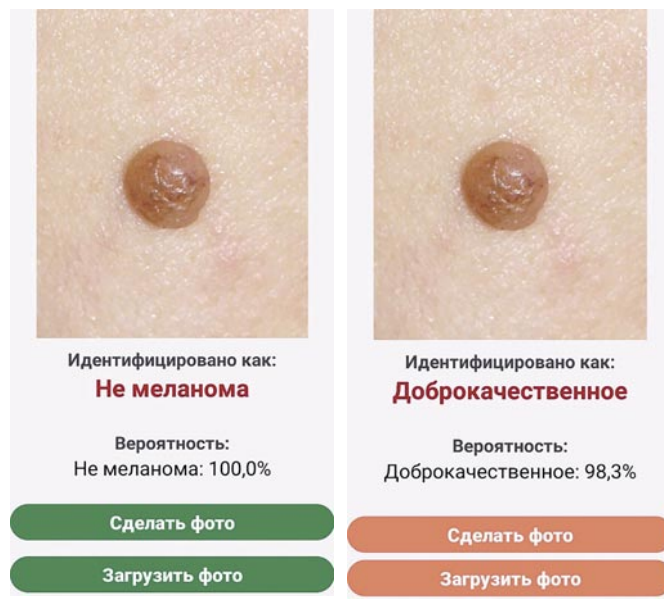 Идентифицировано как:
Не меланома
Вероятность:
Не меланома: 100,0%
Сделать фото
Загрузить фото
Идентифицировано как:
Доброкачественное
Вероятность:
Доброкачественное: 98,3%
Сделать фото
Загрузить фото